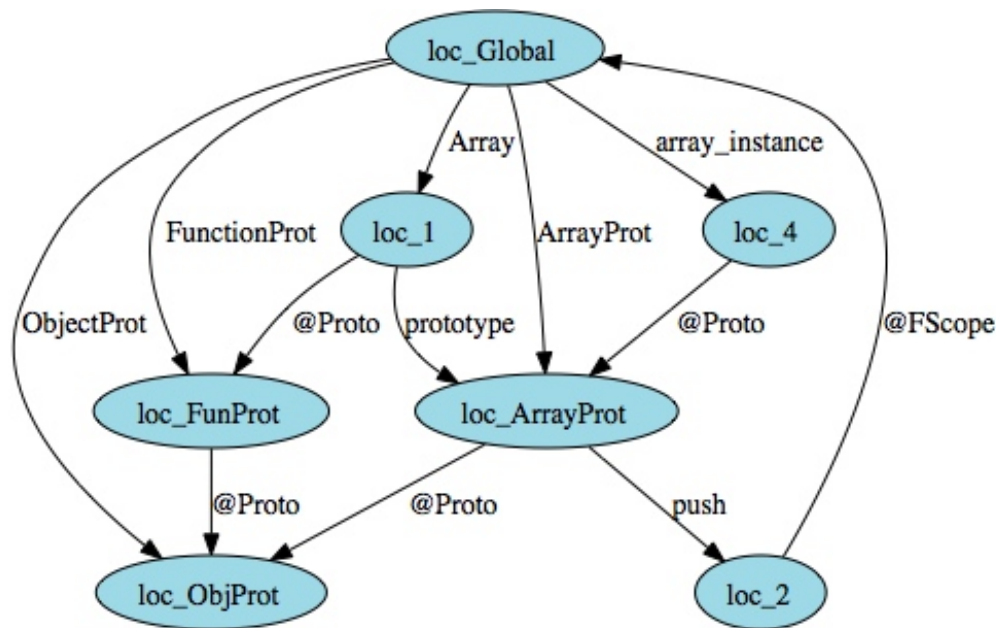 loc_Global
Array
array_instance
FunctionProt
loc_1
ArrayProt
loc_4
ObjectProt
@Proto
prototype
@Proto
@FScope
loc_FunProt
loc_ArrayProt
@Proto
@Proto
push
loc_ObjProt
loc_2